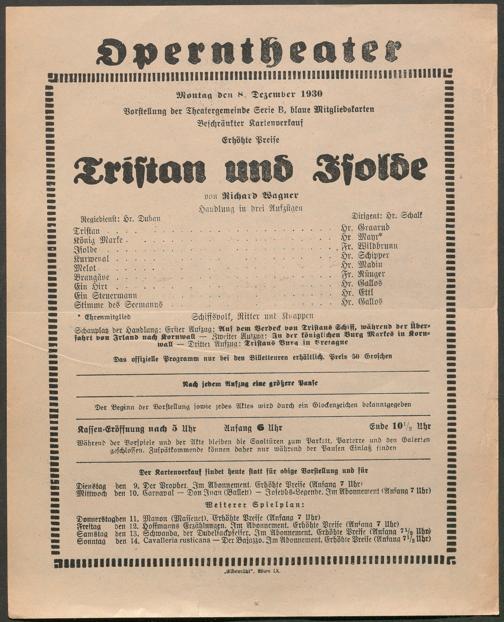 Operntheater
Montag den 8. Dezember 1930
Vorstellung der Theatergemeinde Serie B, blaue Mitgliedskarten
Beschränkter Kartenverkauf
Erhöhte Preise
Tristan und Isolde
von Richard Wagner
Handlung in drei Aufzügen
Regiedienst: Hr. Duhan Dirigent: Hr. Schalk
Tristan Hr. Graarud
König Marke Hr. Mayr*
Isolde Fr. Wildbrunn
Kurwenal Hr. Schipper
Melot Hr. Madin
Brangäne Fr. Rünger
Ein Hirt Hr. Gallos
Ein Steuermann Hr. Ettl
Stimme des Seemanns Hr. Gallos
* Ehrenmitglied Schiffsvolk, Ritter und Knappen
Schauplatz der Handlung: Erster Aufzug: Auf dem Verdeck von Tristans Schiff, während der Über-
fahrt von Irland nach Kornwall — Zweiter Aufzug: In der königlichen Burg Markes in Korn-
wall — Dritter Aufzug: Tristans Burg in Bretagne
Das offizielle Programm nur bei den Billetteuren erhältlich. Preis 50 Groschen
Nach jedem Aufzug eine größere Pause
Der Beginn der Vorstellung sowie jedes Aktes wird durch ein Glockenzeichen bekanntgegeben
Kassen-Eröffnung nach 5 Uhr Anfang 6 Uhr Ende 10½ Uhr
Während der Vorspiele und der Akte bleiben die Saaltüren zum Parkett, Parterre und den Galerien
geschlossen. Zuspätkommende können daher nur während der Pausen Einlaß finden
Der Kartenverkauf findet heute statt für obige Vorstellung und für
Dienstag den 9. Der Prophet. Im Abonnement. Erhöhte Preise (Anfang 7 Uhr)
Mittwoch den 10. Carnaval — Don Juan (Ballett) — Josephs-Legende. Im Abonnement (Anfang 7 Uhr)
Weiterer Spielplan:
Donnerstag den 11. Manon (Massenet). Erhöhte Preise (Anfang 7 Uhr)
Freitag den 12. Hoffmanns Erzählungen. Im Abonnement. Erhöhte Preise (Anfang 7 Uhr)
Samstag den 13. Schwanda, der Dudelsackpfeifer. Im Abonnement. Erhöhte Preise (Anfang 7½ Uhr)
Sonntag den 14. Cavalleria rusticana — Der Bajazzo. Im Abonnement. Erhöhte Preise (Anfang 7½ Uhr)
„Elbemühl", Wien IX.